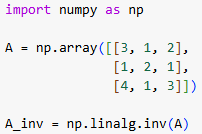 import numpy as np
A = np.array([[3, 1, 2],
[1, 2, 1],
[4, 1, 3]])
A_inv = np.linalg.inv(A)